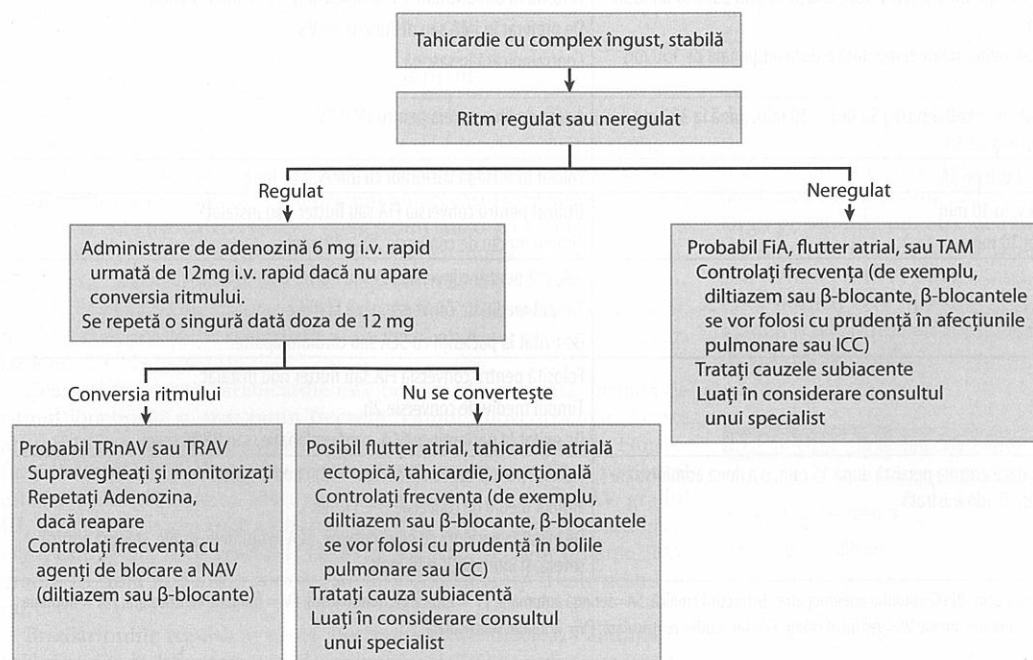 Tahicardie cu complex îngust, stabilă
Ritm regulat sau neregulat
Regulat
Neregulat
Administrare de adenozină 6 mg i.v. rapid
urmată de 12mg i.v. rapid dacă nu apare
conversia ritmului.
Se repetă o singură dată doza de 12 mg
Probabil FiA, flutter atrial, sau TAM
Controlați frecvența (de exemplu,
diltiazem sau β-blocante, β-blocantele
se vor folosi cu prudență în afecțiunile
pulmonare sau ICC)
Tratați cauzele subiacente
Luați în considerare consultul
unui specialist
Conversia ritmului
Nu se convertește
Probabil TRnAV sau TRAV
Supravegheați și monitorizați
Repetați Adenozina,
dacă reapare
Controlați frecvența cu
agenți de blocare a NAV
(diltiazem sau β-blocante)
Posibil flutter atrial, tahicardie atrială
ectopică, tahicardie, joncțională
Controlați frecvența (de exemplu,
diltiazem sau β-blocante, β-blocantele
se vor folosi cu prudență în bolile
pulmonare sau ICC)
Tratați cauza subiacentă
Luați în considerare consultul
unui specialist